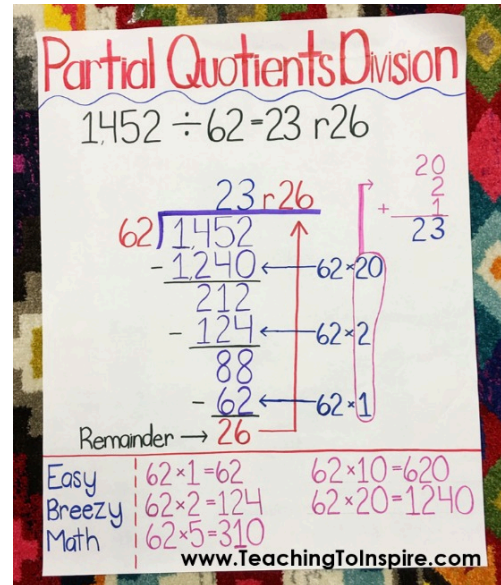 Partial Quotients Division
1,452 ÷ 62 = 23 r26
20
2
+ 1
23
23 r26
62)1,452
- 1,240 ← 62×20
212
- 124 ← 62×2
88
- 62 ← 62×1
Remainder → 26
Easy
Breezy
Math
62×1=62
62×2=124
62×5=310
62×10=620
62×20=1240
www.TeachingToInspire.com